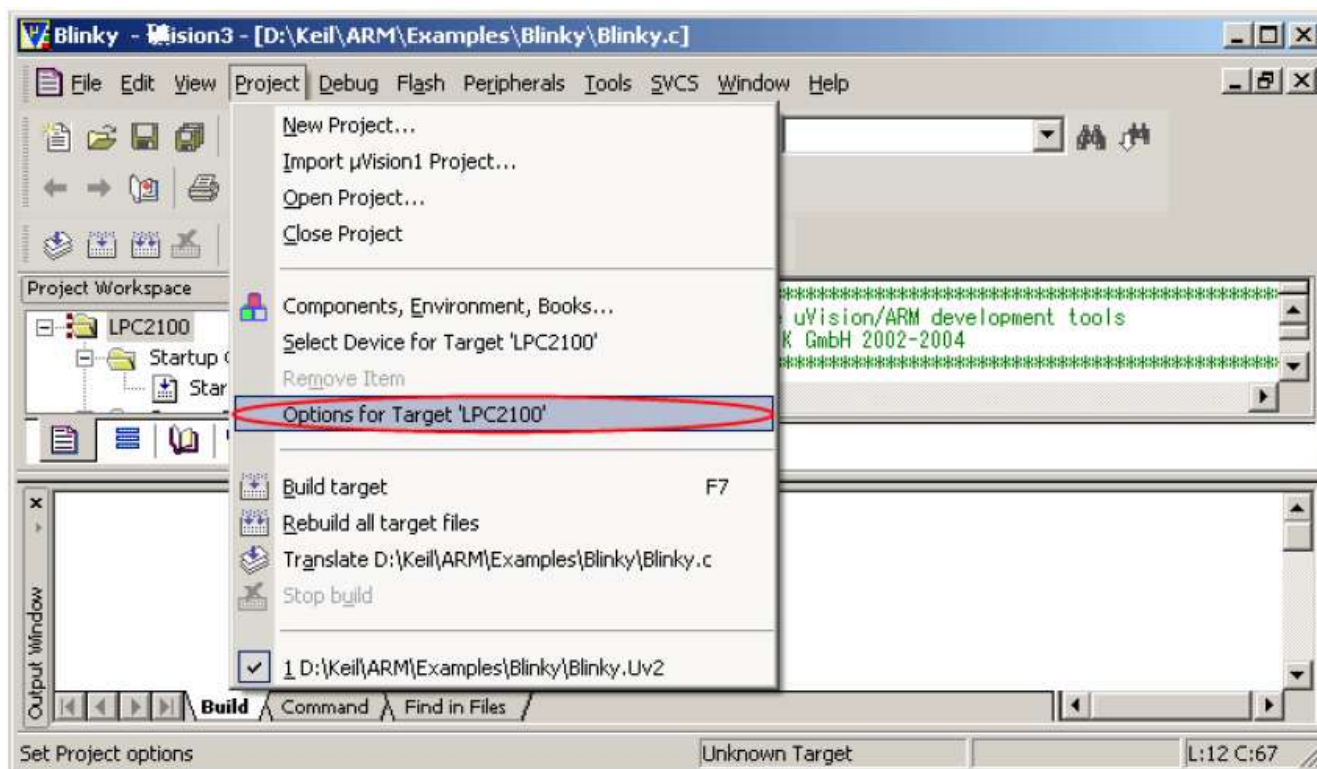 Blinky - ision3 - [D:\Keil\ARM\Examples\Blinky\Blinky.c]
File Edit View Project Debug Flash Peripherals Tools SVCS Window Help
New Project...
Import µVision1 Project...
Open Project...
Close Project
Project Workspace
LPC2100
Startup
Star
Components, Environment, Books...
Select Device for Target 'LPC2100'
Remove Item
Options for Target 'LPC2100'
Build target F7
Rebuild all target files
Translate D:\Keil\ARM\Examples\Blinky\Blinky.c
Stop build
1 D:\Keil\ARM\Examples\Blinky\Blinky.Uv2
uVision/ARM development tools
K GmbH 2002-2004
Output Window
Build Command Find in Files
Set Project options Unknown Target L:12 C:67